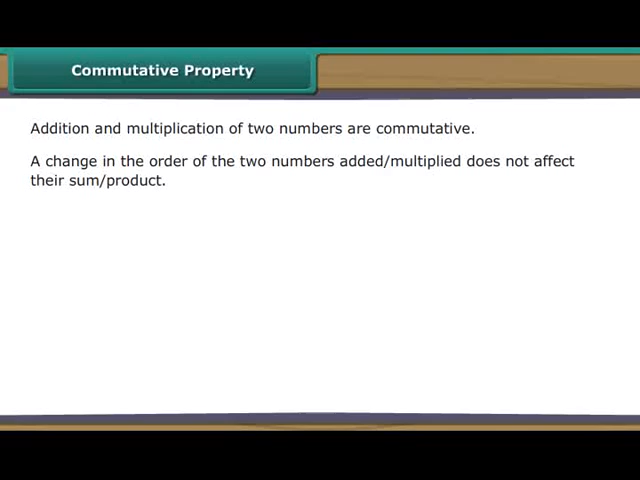 Commutative Property
Addition and multiplication of two numbers are commutative.
A change in the order of the two numbers added/multiplied does not affect
their sum/product.